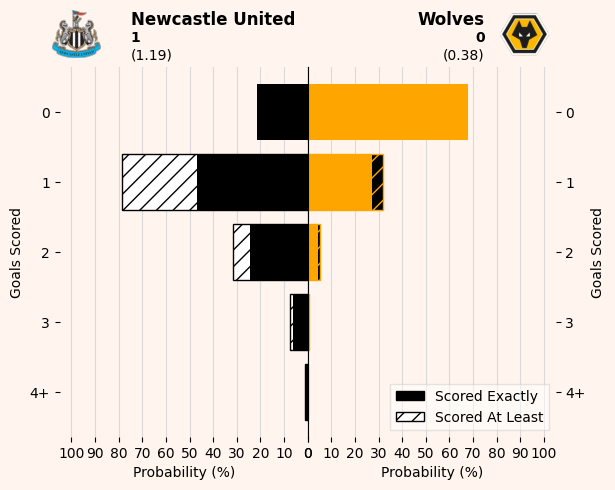 Newcastle United
1
(1.19)
Wolves
0
(0.38)
Goals Scored
0
1
2
3
4+
0
1
2
3
4+
Goals Scored
Scored Exactly
Scored At Least
100 90 80 70 60 50 40 30 20 10 0
0 10 20 30 40 50 60 70 80 90 100
Probability (%)
Probability (%)